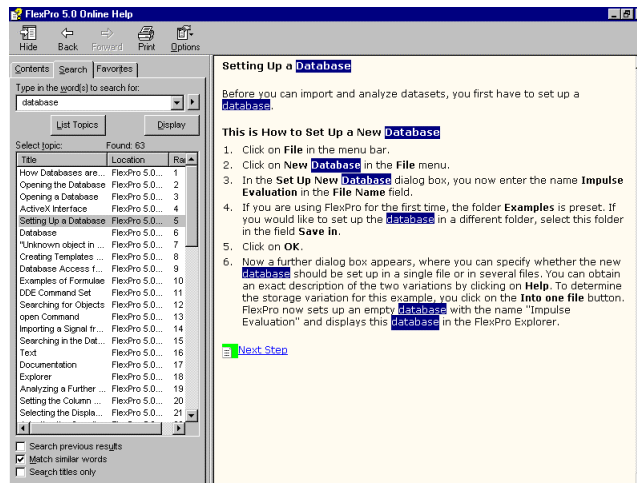 FlexPro 5.0 Online Help
Hide Back Forward Print Options
Contents Search Favorites
Type in the word(s) to search for:
database
List Topics Display
Select topic: Found: 63
Title Location Ra
How Databases are... FlexPro 5.0... 1
Opening the Database FlexPro 5.0... 2
Opening a Database FlexPro 5.0... 3
ActiveX Interface FlexPro 5.0... 4
Setting Up a Database FlexPro 5.0... 5
Database FlexPro 5.0... 6
"Unknown object in ... FlexPro 5.0... 7
Creating Templates ... FlexPro 5.0... 8
Database Access f... FlexPro 5.0... 9
Examples of Formulae FlexPro 5.0... 10
DDE Command Set FlexPro 5.0... 11
Searching for Objects FlexPro 5.0... 12
open Command FlexPro 5.0... 13
Importing a Signal fr... FlexPro 5.0... 14
Searching in the Dat... FlexPro 5.0... 15
Text FlexPro 5.0... 16
Documentation FlexPro 5.0... 17
Explorer FlexPro 5.0... 18
Analyzing a Further ... FlexPro 5.0... 19
Setting the Column ... FlexPro 5.0... 20
Selecting the Displa... FlexPro 5.0... 21
Search previous results
Match similar words
Search titles only
Setting Up a Database
Before you can import and analyze datasets, you first have to set up a
database.
This is How to Set Up a New Database
1. Click on File in the menu bar.
2. Click on New Database in the File menu.
3. In the Set Up New Database dialog box, you now enter the name Impulse
Evaluation in the File Name field.
4. If you are using FlexPro for the first time, the folder Examples is preset. If
you would like to set up the database in a different folder, select this folder
in the field Save in.
5. Click on OK.
6. Now a further dialog box appears, where you can specify whether the new
database should be set up in a single file or in several files. You can obtain
an exact description of the two variations by clicking on Help. To determine
the storage variation for this example, you click on the Into one file button.
FlexPro now sets up an empty database with the name "Impulse
Evaluation" and displays this database in the FlexPro Explorer.
Next Step